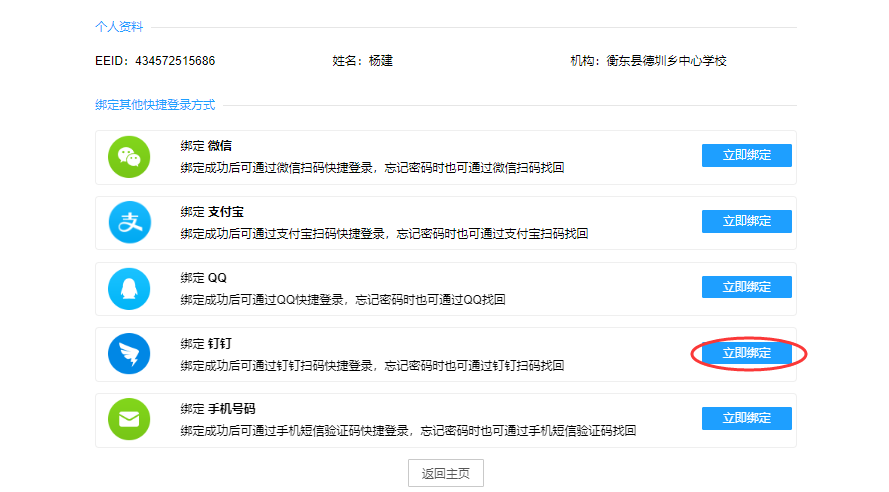 个人资料
EEID：434572515686 姓名：杨建 机构：衡东县德圳乡中心学校
绑定其他快捷登录方式
绑定 微信
绑定成功后可通过微信扫码快捷登录，忘记密码时也可通过微信扫码找回
立即绑定
绑定 支付宝
绑定成功后可通过支付宝扫码快捷登录，忘记密码时也可通过支付宝扫码找回
立即绑定
绑定 QQ
绑定成功后可通过QQ快捷登录，忘记密码时也可通过QQ找回
立即绑定
绑定 钉钉
绑定成功后可通过钉钉扫码快捷登录，忘记密码时也可通过钉钉扫码找回
立即绑定
绑定 手机号码
绑定成功后可通过手机短信验证码快捷登录，忘记密码时也可通过手机短信验证码找回
立即绑定
返回主页